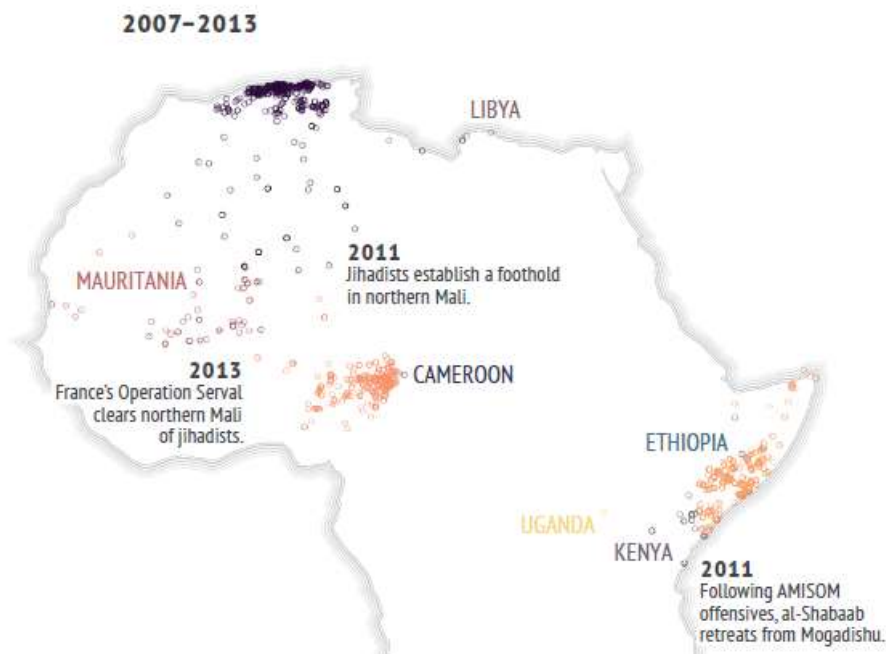 2007–2013
LIBYA
2011
Jihadists establish a foothold
in northern Mali.
MAURITANIA
2013
France's Operation Serval
clears northern Mali
of jihadists.
CAMEROON
ETHIOPIA
UGANDA
KENYA
2011
Following AMISOM
offensives, al-Shabaab
retreats from Mogadishu.